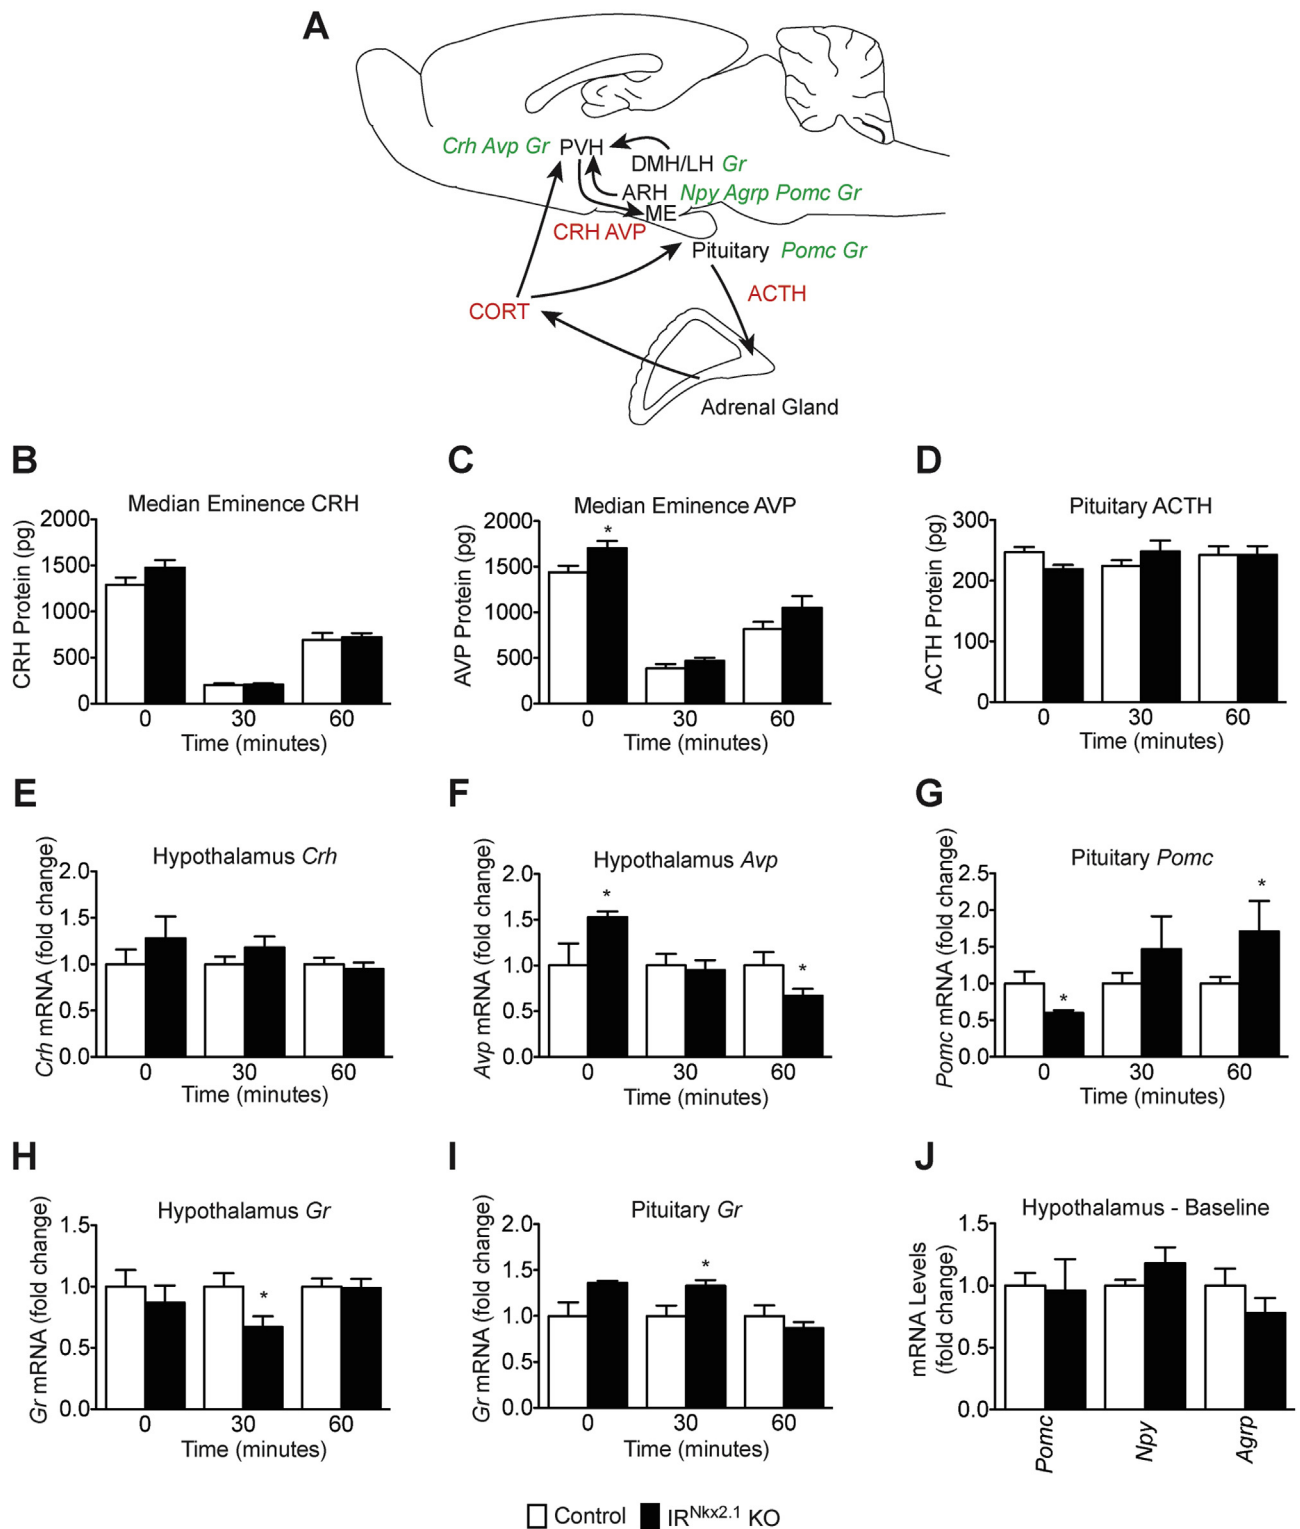 A
Crh Avp Gr PVH
DMH/LH Gr
ARH Npy Agrp Pomc Gr
ME
CRH AVP
Pituitary Pomc Gr
ACTH
CORT
Adrenal Gland
B
Median Eminence CRH
CRH Protein (pg)
2000
1500
1000
500
0
0 30 60
Time (minutes)
C
Median Eminence AVP
AVP Protein (pg)
2000
1500
1000
500
0
*
0 30 60
Time (minutes)
D
Pituitary ACTH
ACTH Protein (pg)
300
200
100
0
0 30 60
Time (minutes)
E
Hypothalamus Crh
Crh mRNA (fold change)
2.0
1.5
1.0
0.5
0.0
0 30 60
Time (minutes)
F
Hypothalamus Avp
Avp mRNA (fold change)
2.0
1.5
1.0
0.5
0.0
*
*
0 30 60
Time (minutes)
G
Pituitary Pomc
Pomc mRNA (fold change)
2.5
2.0
1.5
1.0
0.5
0.0
*
*
0 30 60
Time (minutes)
H
Hypothalamus Gr
Gr mRNA (fold change)
1.5
1.0
0.5
0.0
*
0 30 60
Time (minutes)
I
Pituitary Gr
Gr mRNA (fold change)
2.0
1.5
1.0
0.5
0.0
*
0 30 60
Time (minutes)
J
Hypothalamus - Baseline
mRNA Levels
(fold change)
1.5
1.0
0.5
0.0
Pomc
Npy
Agrp
Control IRNkx2.1 KO